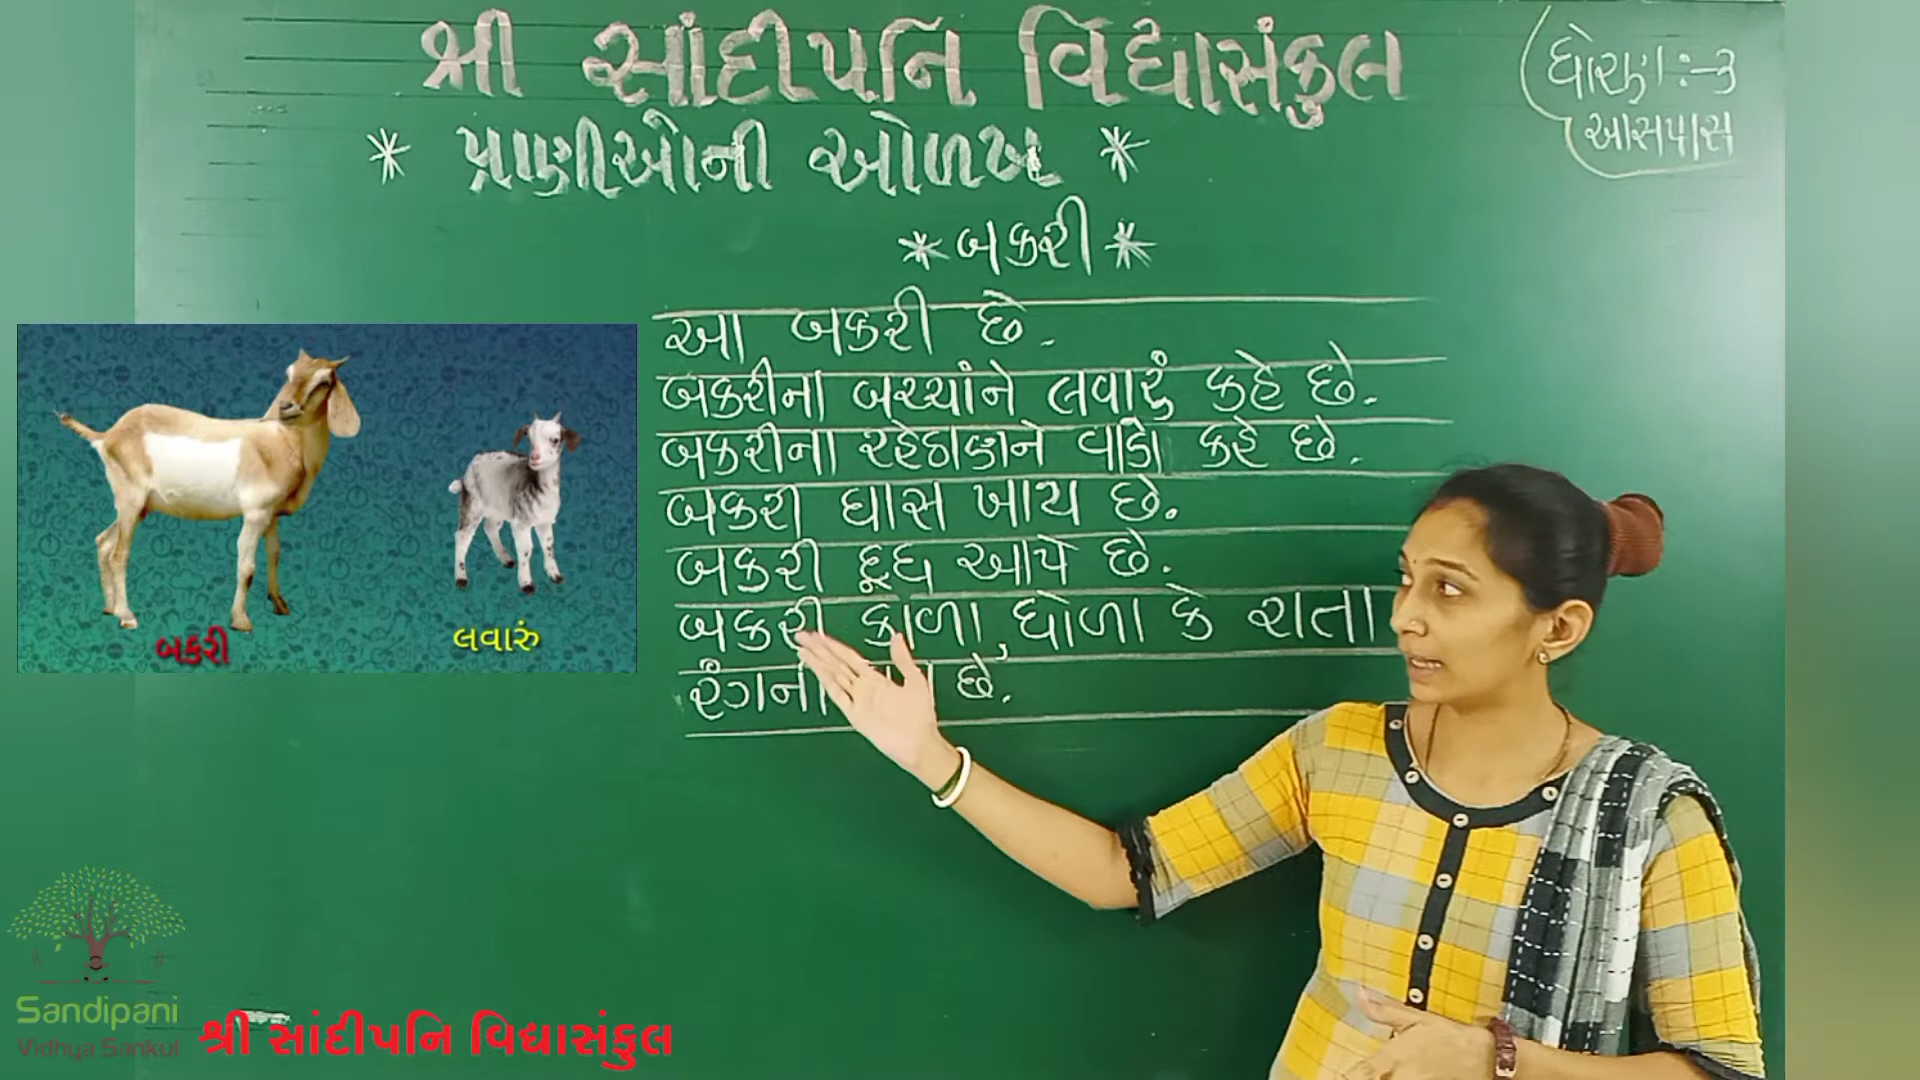 શ્રી સાંદીપનિ વિદ્યાસંકુલ
ધોરણ :- ૩
આસપાસ
* પ્રાણીઓની ઓળખ *
* બકરી *
આ બકરી છે.
બકરીના બચ્ચાંને લવારું કહે છે.
બકરીના રહેઠાણને વાડો કહે છે.
બકરી ઘાસ ખાય છે.
બકરી દૂધ આપે છે.
બકરી કાળા, ધોળા કે રાતા
રંગની છે.
બકરી
લવારું
Sandipani
Vidhya Sankul
શ્રી સાંદીપનિ વિદ્યાસંકુલ